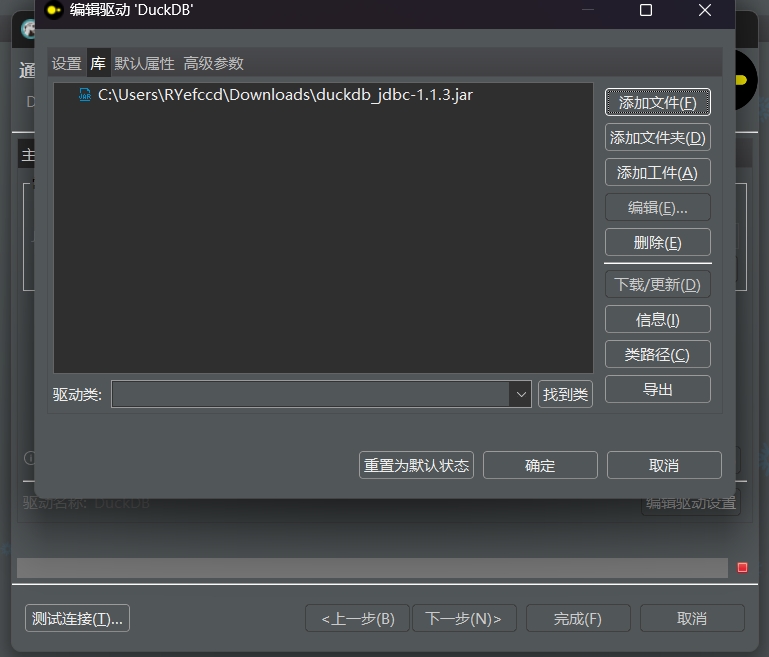 编辑驱动 'DuckDB'
通
D
设置 库 默认属性 高级参数
主
C:\Users\RYefccd\Downloads\duckdb_jdbc-1.1.3.jar
添加文件(F)
添加文件夹(D)
添加工件(A)
编辑(E)...
删除(E)
下载/更新(D)
信息(I)
类路径(C)
导出
驱动类:
找到类
重置为默认状态
确定
取消
驱动名称: DuckDB
编辑驱动设置
测试连接(T)...
<上一步(B)
下一步(N)>
完成(F)
取消